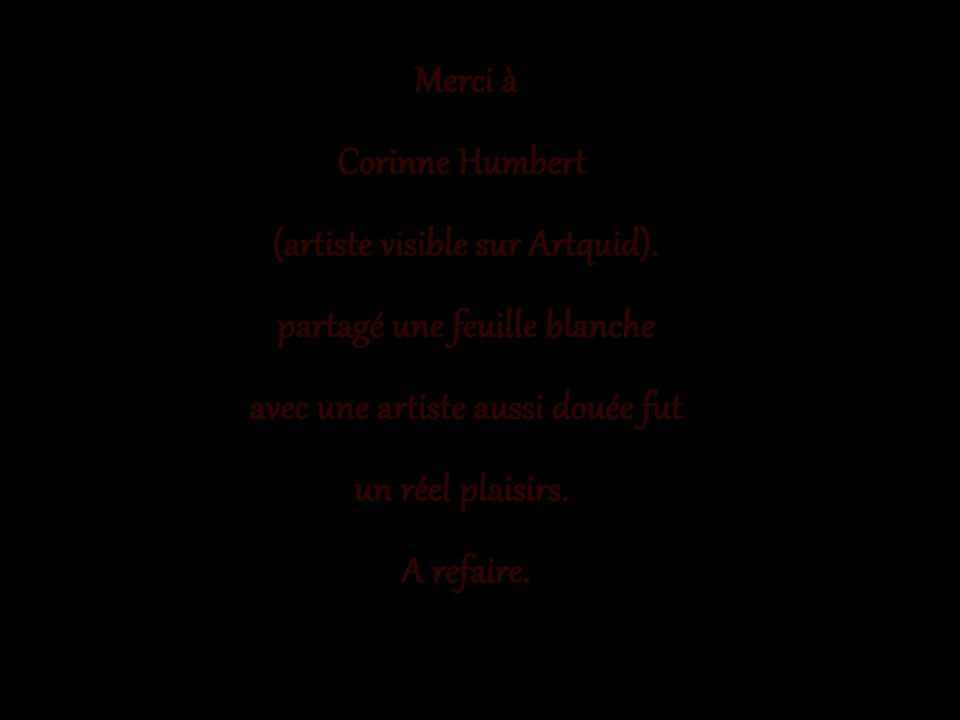 Merci à
Corinne Humbert
(artiste visible sur Artquid).
partagé une feuille blanche
avec une artiste aussi douée fut
un réel plaisirs.
A refaire.